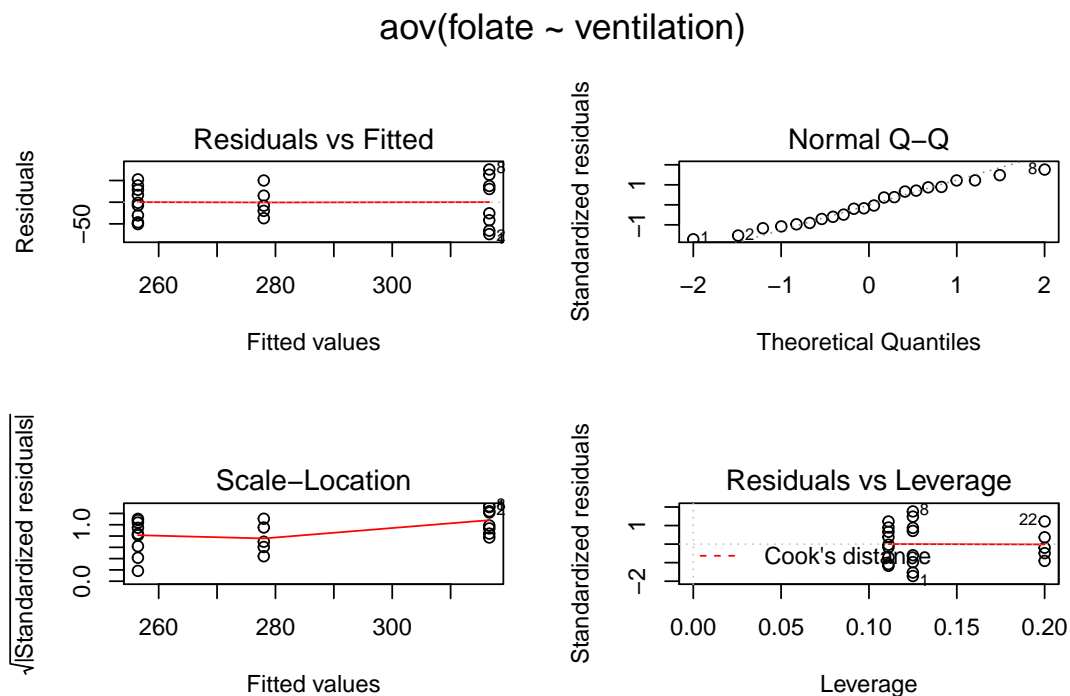 aov(folate ~ ventilation)
Residuals vs Fitted
Residuals
−50
8
2
260 280 300
Fitted values
Normal Q−Q
Standardized residuals
1
−1
1
2
8
−2 −1 0 1 2
Theoretical Quantiles
Scale−Location
√|Standardized residuals|
1.0
0.0
2
260 280 300
Fitted values
Residuals vs Leverage
Standardized residuals
1
−2
8
22
1
Cook's distance
0.00 0.05 0.10 0.15 0.20
Leverage